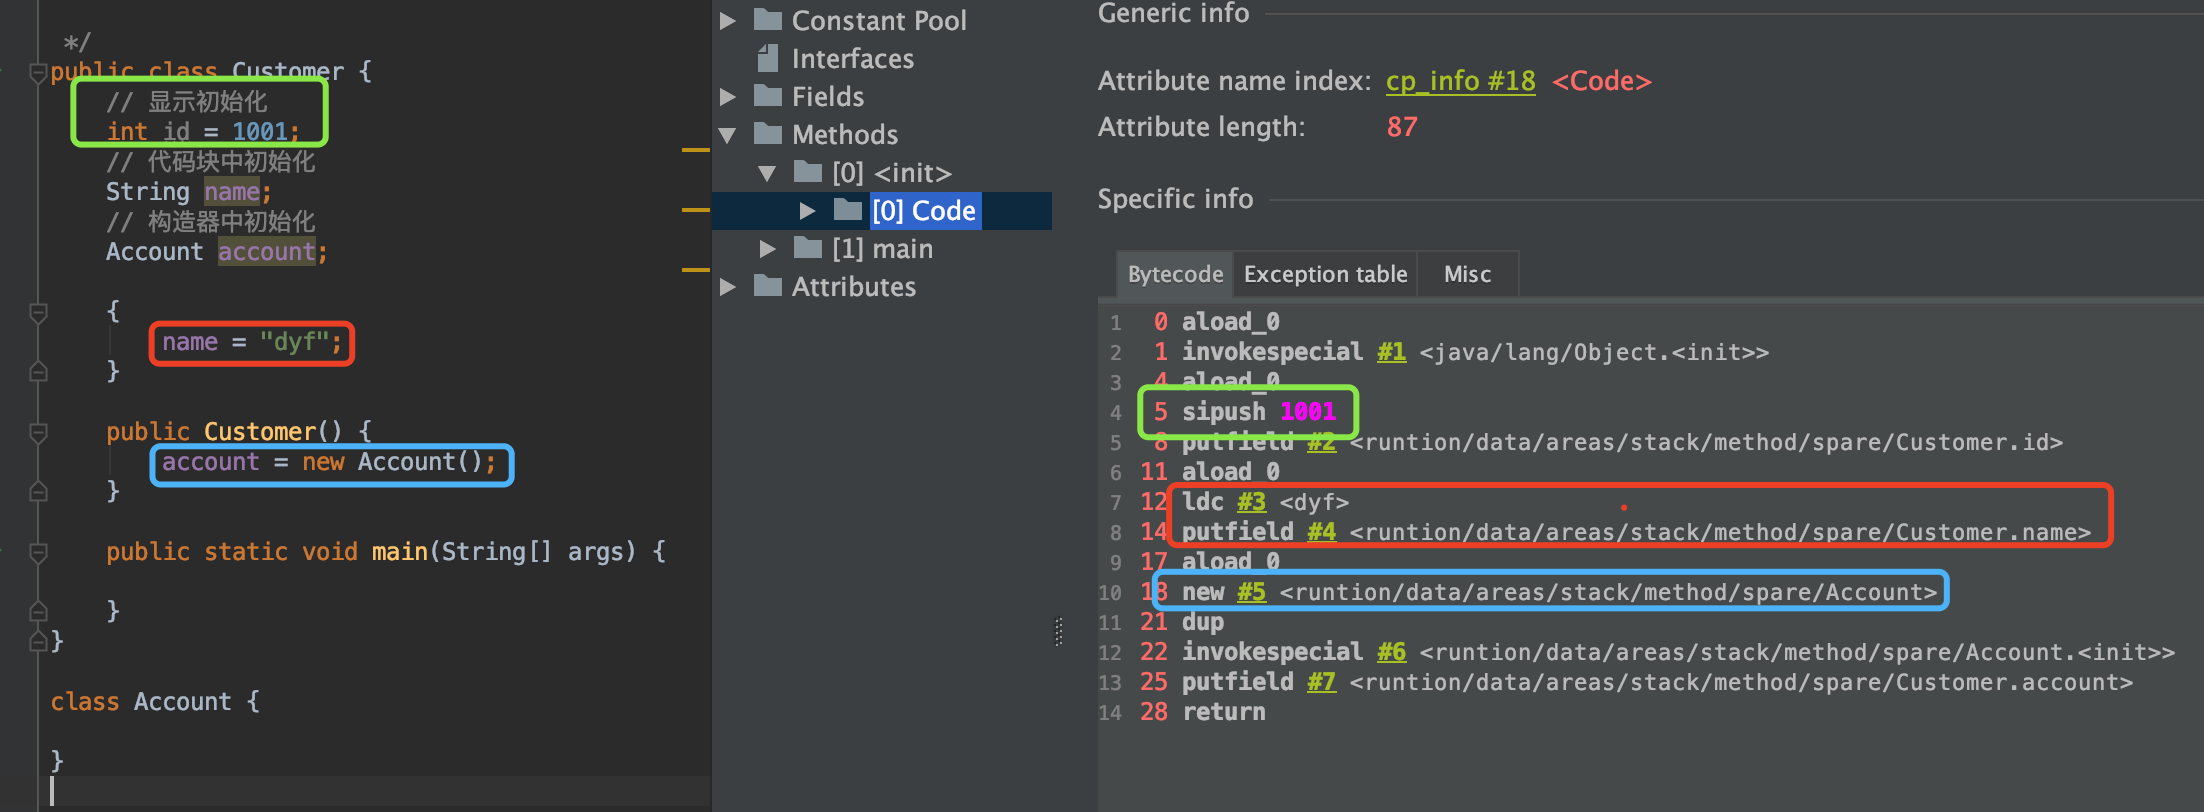 */
public class Customer {
// 显示初始化
int id = 1001;
// 代码块中初始化
String name;
// 构造器中初始化
Account account;
{
name = "dyf";
}
public Customer() {
account = new Account();
}
public static void main(String[] args) {
}
}
class Account {
}
Constant Pool
Interfaces
Fields
Methods
[0] <init>
[0] Code
[1] main
Attributes
Generic info
Attribute name index: cp_info #18 <Code>
Attribute length: 87
Specific info
Bytecode Exception table Misc
1 0 aload_0
2 1 invokespecial #1 <java/lang/Object.<init>>
3 4 aload_0
4 5 sipush 1001
5 8 putfield #2 <runtion/data/areas/stack/method/spare/Customer.id>
6 11 aload_0
7 12 ldc #3 <dyf>
8 14 putfield #4 <runtion/data/areas/stack/method/spare/Customer.name>
9 17 aload_0
10 18 new #5 <runtion/data/areas/stack/method/spare/Account>
11 21 dup
12 22 invokespecial #6 <runtion/data/areas/stack/method/spare/Account.<init>>
13 25 putfield #7 <runtion/data/areas/stack/method/spare/Customer.account>
14 28 return